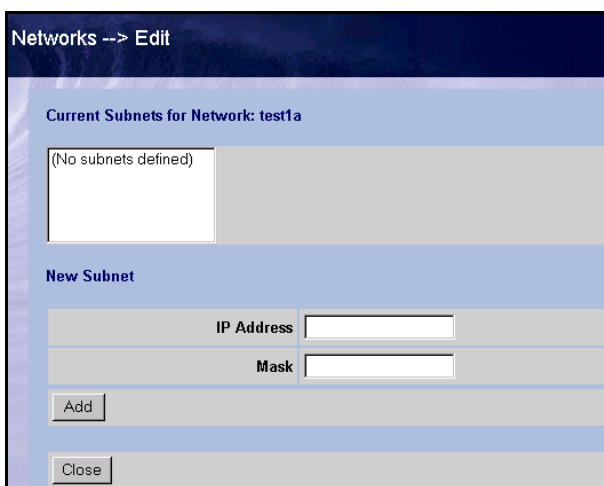 Networks --> Edit
Current Subnets for Network: test1a
(No subnets defined)
New Subnet
IP Address
Mask
Add
Close